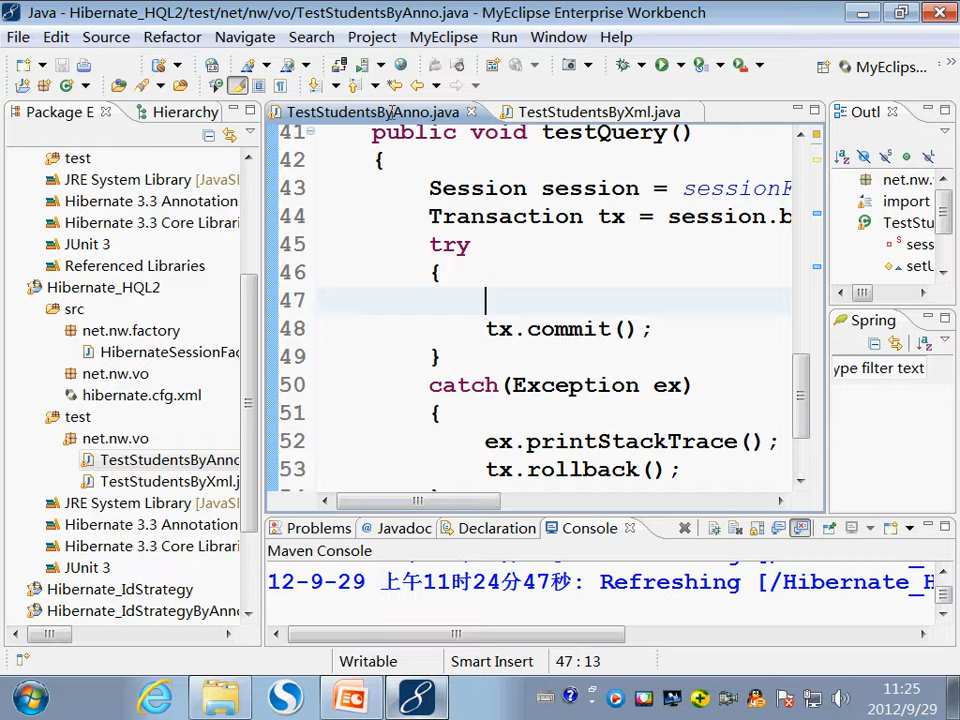 Java - Hibernate_HQL2/test/net/nw/vo/TestStudentsByAnno.java - MyEclipse Enterprise Workbench
File Edit Source Refactor Navigate Search Project MyEclipse Run Window Help
MyEclips...
Package E
Hierarchy
test
JRE System Library [JavaSI
Hibernate 3.3 Annotation
Hibernate 3.3 Core Librari
JUnit 3
Referenced Libraries
Hibernate_HQL2
src
net.nw.factory
HibernateSessionFac
net.nw.vo
hibernate.cfg.xml
test
net.nw.vo
TestStudentsByAnno
TestStudentsByXml.j
JRE System Library [JavaSI
Hibernate 3.3 Annotation
Hibernate 3.3 Core Librari
JUnit 3
Hibernate_IdStrategy
Hibernate_IdStrategyByAnno
TestStudentsByAnno.java
TestStudentsByXml.java
41 public void testQuery()
42 {
43 Session session = sessionF
44 Transaction tx = session.b
45 try
46 {
47
48 tx.commit();
49 }
50 catch(Exception ex)
51 {
52 ex.printStackTrace();
53 tx.rollback();
Outl
net.nw.
import
TestStu
sess
setU
Spring
ype filter text
Problems Javadoc Declaration Console
Maven Console
12-9-29 上午11时24分47秒: Refreshing [/Hibernate_H
Writable Smart Insert 47 : 13
11:25
2012/9/29